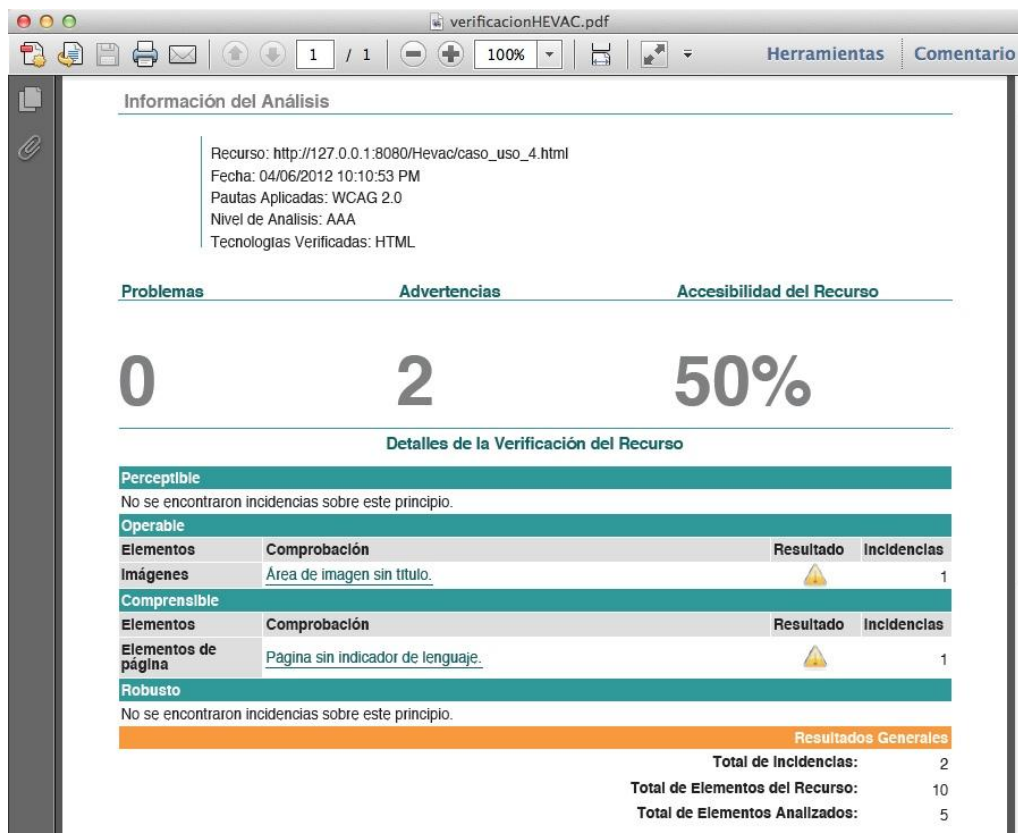 verificacionHEVAC.pdf
1 / 1 100% Herramientas Comentario
Información del Análisis
Recurso: http://127.0.0.1:8080/Hevac/caso_uso_4.html
Fecha: 04/06/2012 10:10:53 PM
Pautas Aplicadas: WCAG 2.0
Nivel de Análisis: AAA
Tecnologías Verificadas: HTML
Problemas Advertencias Accesibilidad del Recurso
0 2 50%
Detalles de la Verificación del Recurso
Perceptible
No se encontraron incidencias sobre este principio.
Operable
Elementos Comprobación Resultado Incidencias
Imágenes Área de imagen sin título. 1
Comprensible
Elementos Comprobación Resultado Incidencias
Elementos de
página Página sin indicador de lenguaje. 1
Robusto
No se encontraron incidencias sobre este principio.
Resultados Generales
Total de Incidencias: 2
Total de Elementos del Recurso: 10
Total de Elementos Analizados: 5